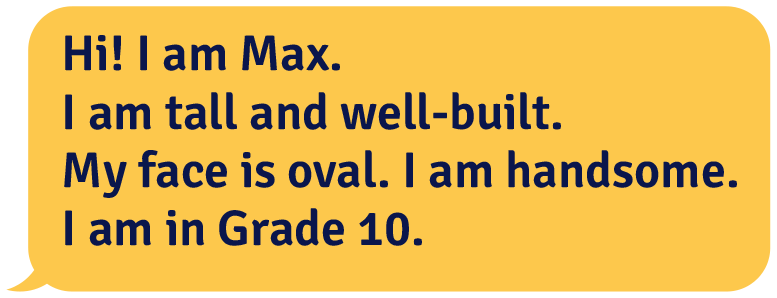 Hi! I am Max.
I am tall and well-built.
My face is oval. I am handsome.
I am in Grade 10.